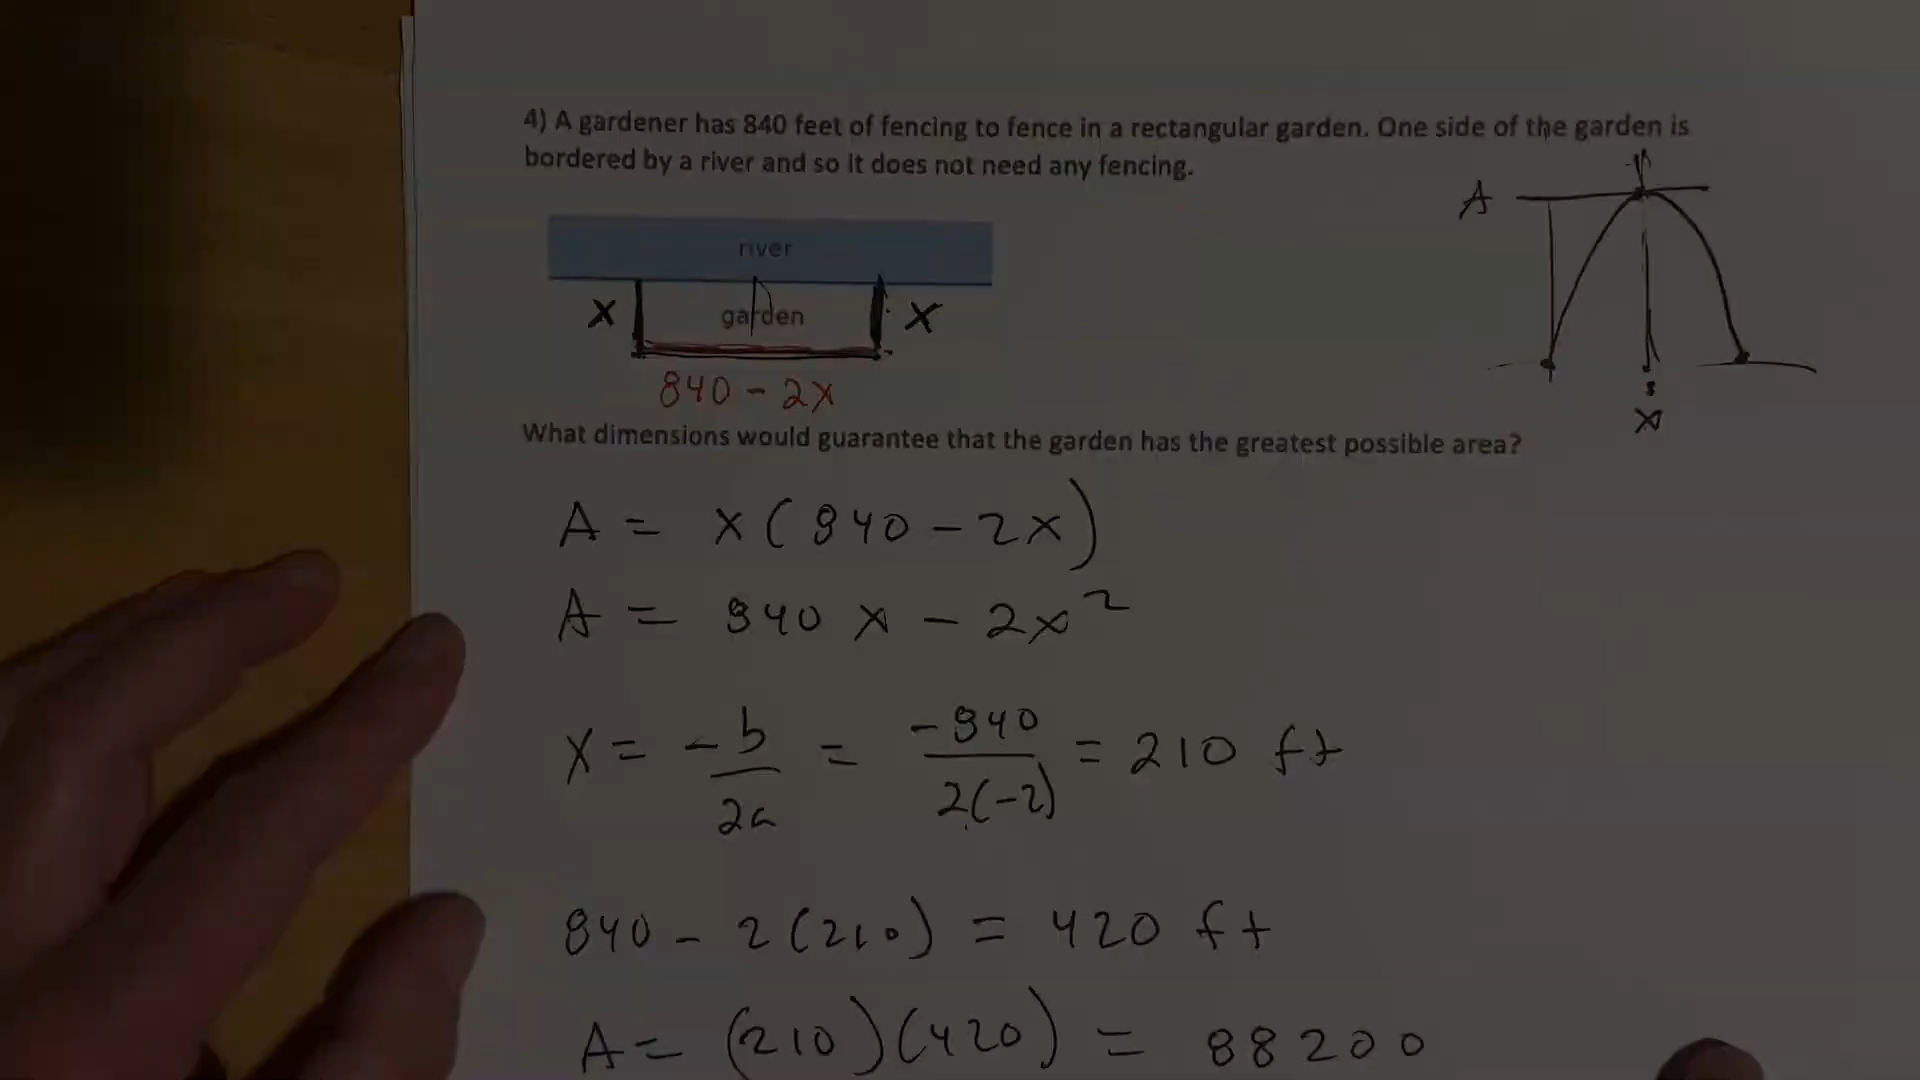 4) A gardener has 840 feet of fencing to fence in a rectangular garden. One side of the garden is
bordered by a river and so it does not need any fencing.
A
river
X garden X
840 - 2x
X
What dimensions would guarantee that the garden has the greatest possible area?
A = x(840 - 2x)
A = 840x - 2x²
X = -b/2a = -840/2(-2) = 210 ft
840 - 2(210) = 420 ft
A = (210)(420) = 88200